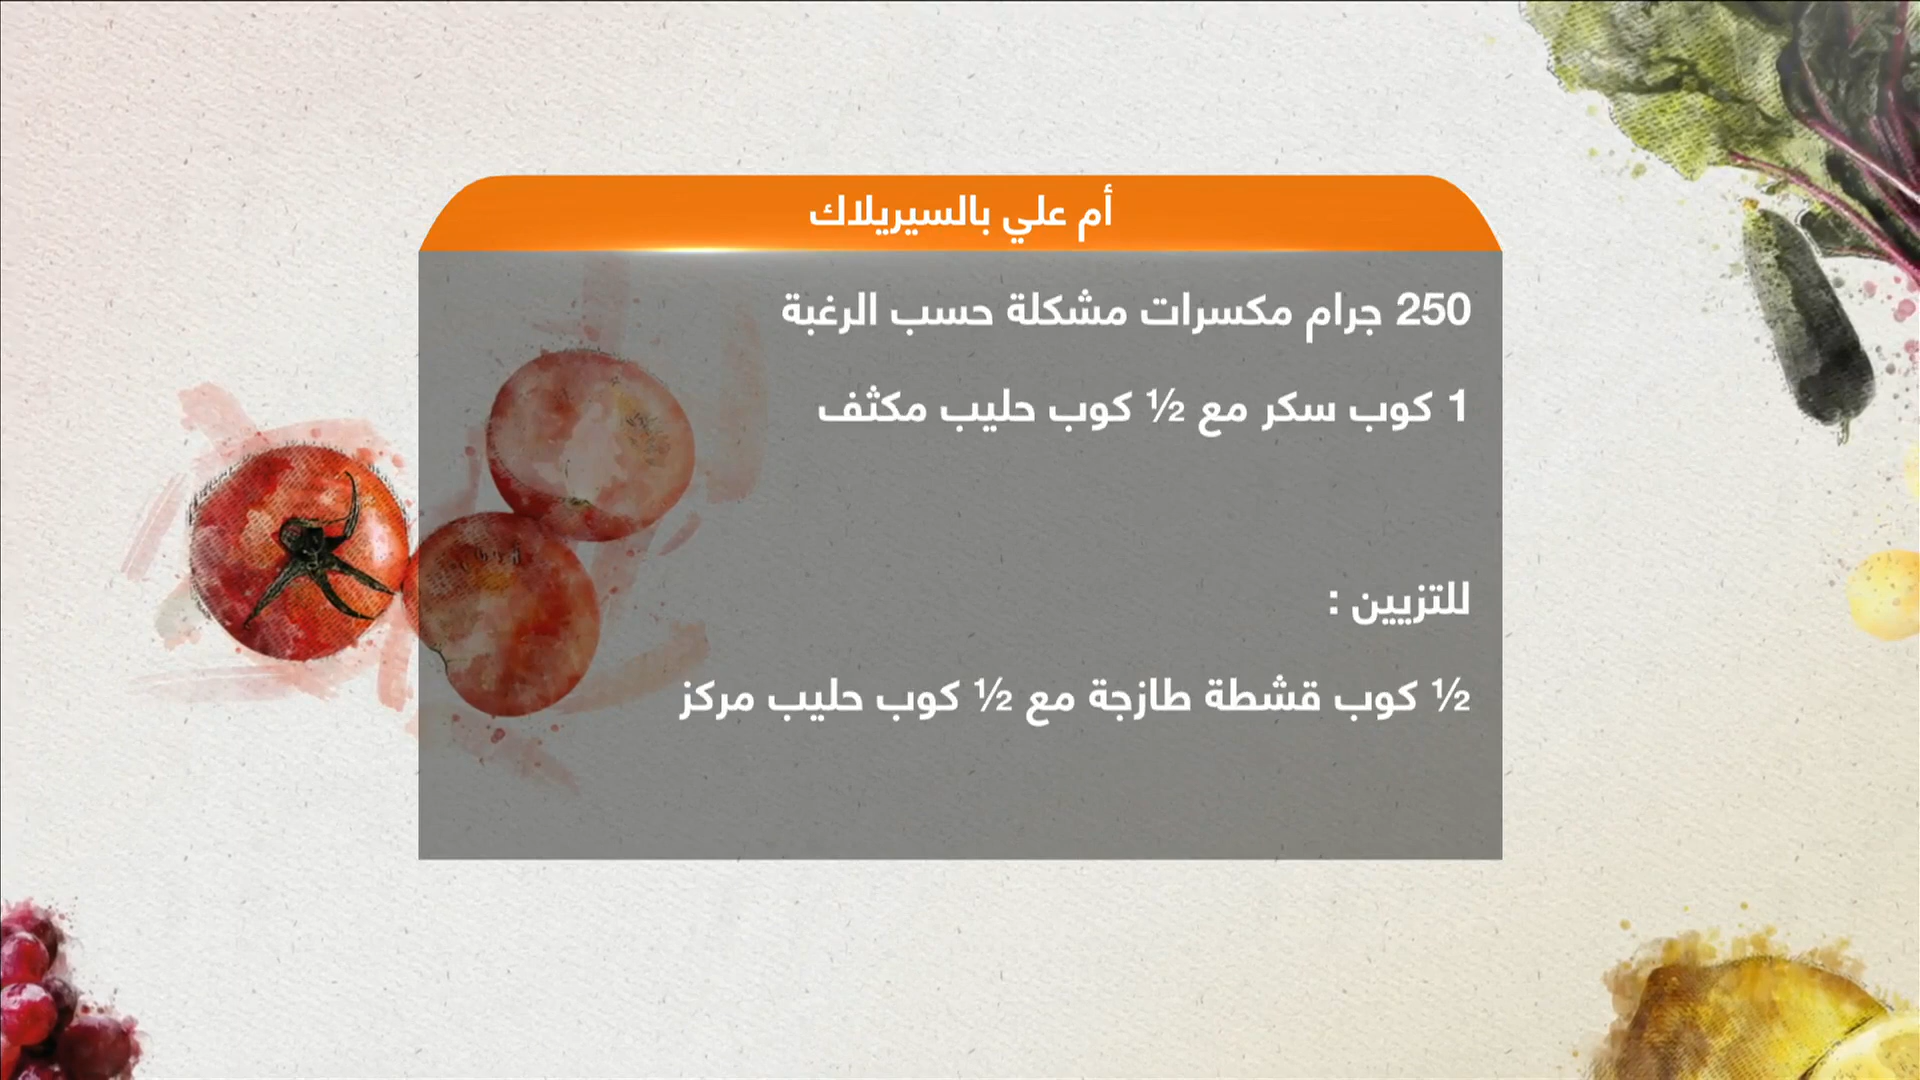 أم علي بالسيريلاك
250 جرام مكسرات مشكلة حسب الرغبة
1 كوب سكر مع ½ كوب حليب مكثف
للتزيين :
½ كوب قشطة طازجة مع ½ كوب حليب مركز